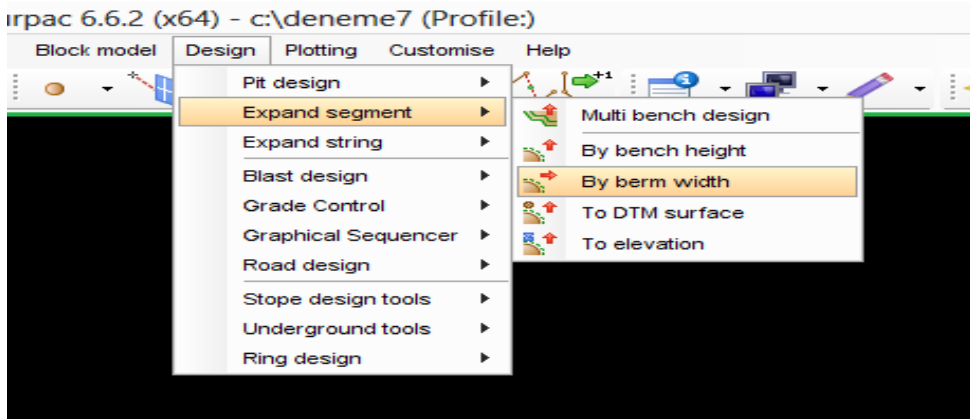 urpac 6.6.2 (x64) - c:\deneme7 (Profile:)
Block model Design Plotting Customise Help
Pit design
Expand segment
Expand string
Blast design
Grade Control
Graphical Sequencer
Road design
Stope design tools
Underground tools
Ring design
Multi bench design
By bench height
By berm width
To DTM surface
To elevation